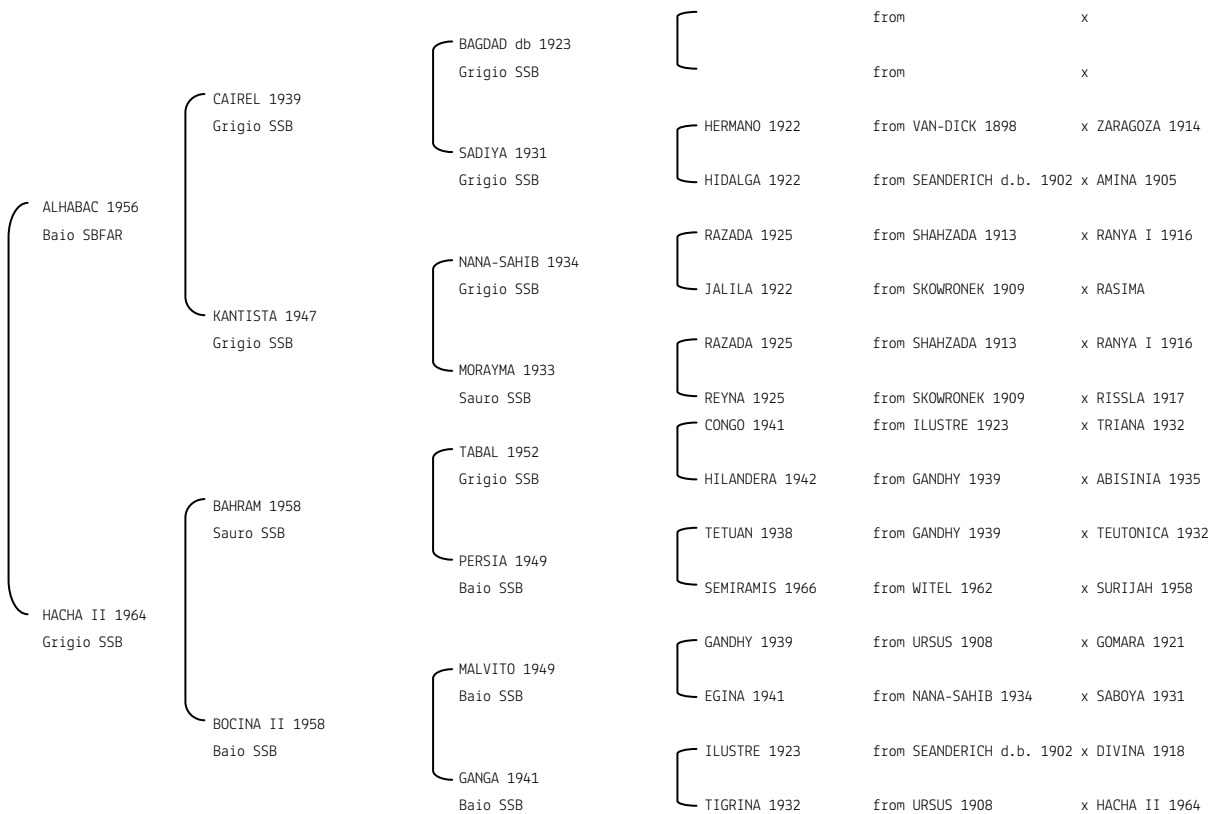 from x
BAGDAD db 1923
Grigio SSB from x
CAIREL 1939
Grigio SSB HERMANO 1922 from VAN-DICK 1898 x ZARAGOZA 1914
SADIYA 1931
Grigio SSB HIDALGA 1922 from SEANDERICH d.b. 1902 x AMINA 1905
ALHABAC 1956
Baio SBFAR RAZADA 1925 from SHAHZADA 1913 x RANYA I 1916
NANA-SAHIB 1934
Grigio SSB JALILA 1922 from SKOWRONEK 1909 x RASIMA
KANTISTA 1947
Grigio SSB RAZADA 1925 from SHAHZADA 1913 x RANYA I 1916
MORAYMA 1933
Sauro SSB REYNA 1925 from SKOWRONEK 1909 x RISSLA 1917
CONGO 1941 from ILUSTRE 1923 x TRIANA 1932
TABAL 1952
Grigio SSB HILANDERA 1942 from GANDHY 1939 x ABISINIA 1935
BAHRAM 1958
Sauro SSB TETUAN 1938 from GANDHY 1939 x TEUTONICA 1932
PERSIA 1949
Baio SSB SEMIRAMIS 1966 from WITEL 1962 x SURIJAH 1958
HACHA II 1964
Grigio SSB GANDHY 1939 from URSUS 1908 x GOMARA 1921
MALVITO 1949
Baio SSB EGINA 1941 from NANA-SAHIB 1934 x SABOYA 1931
BOCINA II 1958
Baio SSB ILUSTRE 1923 from SEANDERICH d.b. 1902 x DIVINA 1918
GANGA 1941
Baio SSB TIGRINA 1932 from URSUS 1908 x HACHA II 1964